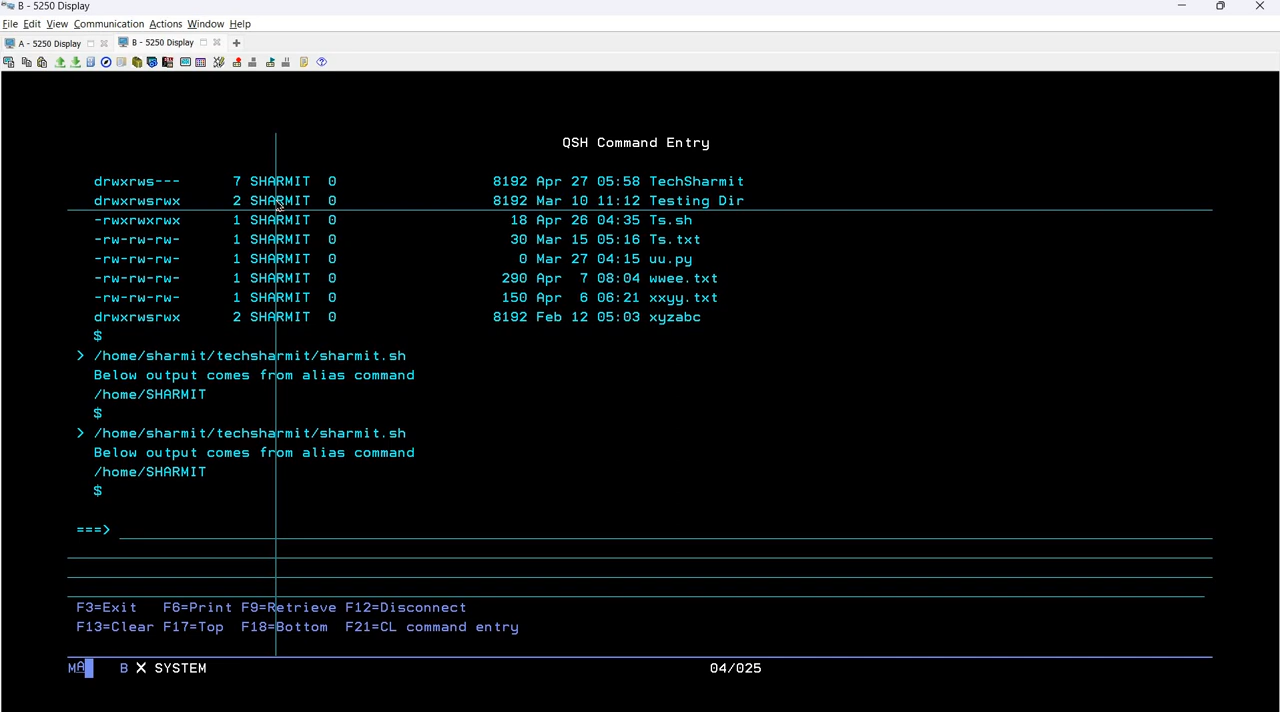 B - 5250 Display
File Edit View Communication Actions Window Help
A - 5250 Display B - 5250 Display
QSH Command Entry
drwxrws--- 7 SHARMIT 0 8192 Apr 27 05:58 TechSharmit
drwxrwsrwx 2 SHARMIT 0 8192 Mar 10 11:12 Testing Dir
-rwxrwxrwx 1 SHARMIT 0 18 Apr 26 04:35 Ts.sh
-rw-rw-rw- 1 SHARMIT 0 30 Mar 15 05:16 Ts.txt
-rw-rw-rw- 1 SHARMIT 0 0 Mar 27 04:15 uu.py
-rw-rw-rw- 1 SHARMIT 0 290 Apr 7 08:04 wwee.txt
-rw-rw-rw- 1 SHARMIT 0 150 Apr 6 06:21 xxyy.txt
drwxrwsrwx 2 SHARMIT 0 8192 Feb 12 05:03 xyzabc
$
> /home/sharmit/techsharmit/sharmit.sh
Below output comes from alias command
/home/SHARMIT
$
> /home/sharmit/techsharmit/sharmit.sh
Below output comes from alias command
/home/SHARMIT
$
===>
F3=Exit F6=Print F9=Retrieve F12=Disconnect
F13=Clear F17=Top F18=Bottom F21=CL command entry
MA B X SYSTEM 04/025